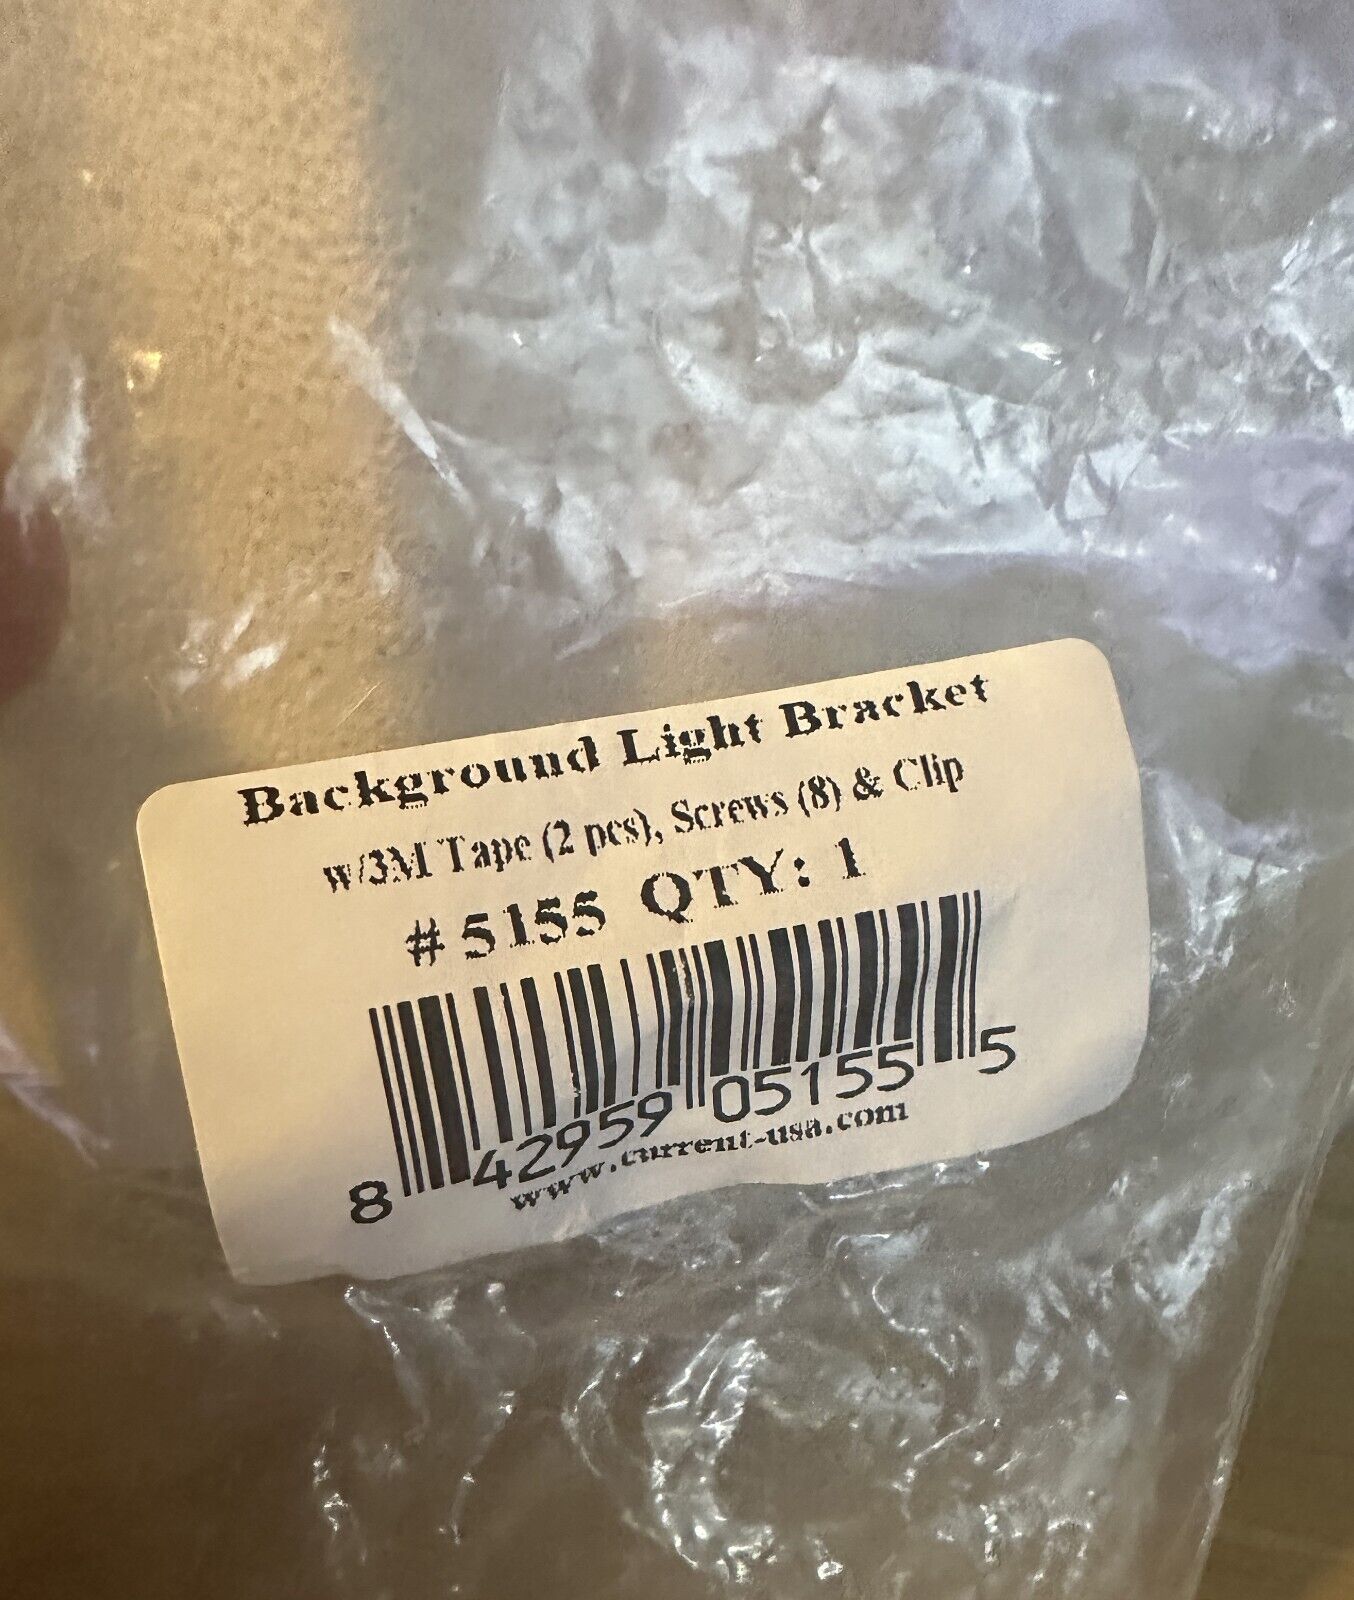 Background Light Bracket
w/3M Tape (2 pcs), Screws (8) & Clip
# 5155 QTY: 1
8 42959 05155 5
www.current-usa.com